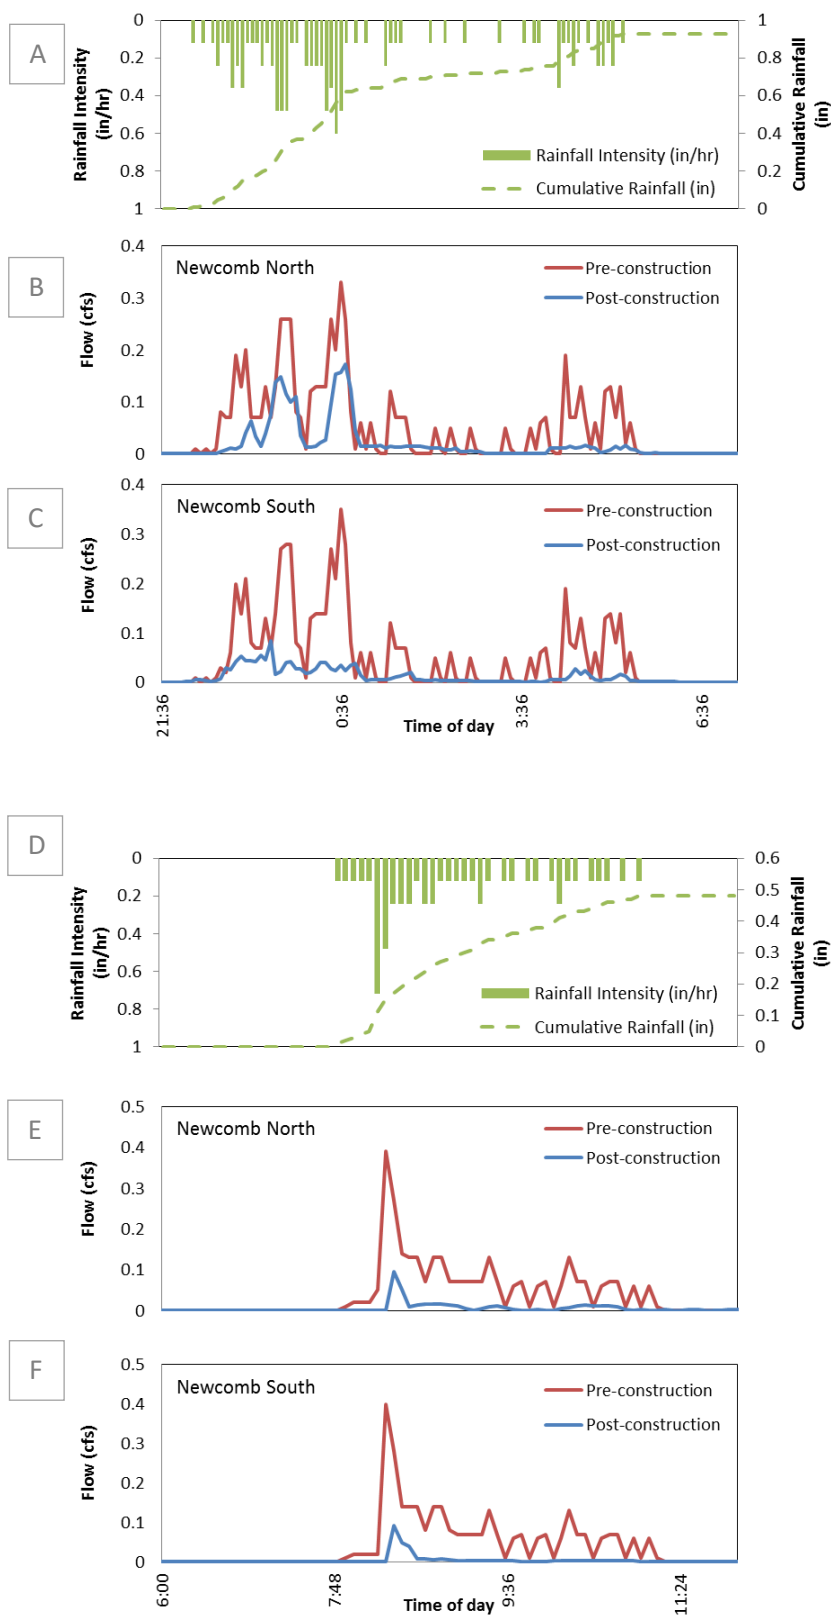 A
0
0.2
0.4
0.6
0.8
1
Rainfall Intensity
(in/hr)
1
0.8
0.6
0.4
0.2
0
Cumulative Rainfall
(in)
Rainfall Intensity (in/hr)
Cumulative Rainfall (in)
B
0.4
0.3
0.2
0.1
0
Flow (cfs)
Newcomb North
Pre-construction
Post-construction
C
0.4
0.3
0.2
0.1
0
Flow (cfs)
Newcomb South
Pre-construction
Post-construction
21:36
0:36
3:36
6:36
Time of day
D
0
0.2
0.4
0.6
0.8
1
Rainfall Intensity
(in/hr)
0.6
0.5
0.4
0.3
0.2
0.1
0
Cumulative Rainfall
(in)
Rainfall Intensity (in/hr)
Cumulative Rainfall (in)
E
0.5
0.4
0.3
0.2
0.1
0
Flow (cfs)
Newcomb North
Pre-construction
Post-construction
F
0.5
0.4
0.3
0.2
0.1
0
Flow (cfs)
Newcomb South
Pre-construction
Post-construction
6:00
7:48
9:36
11:24
Time of day